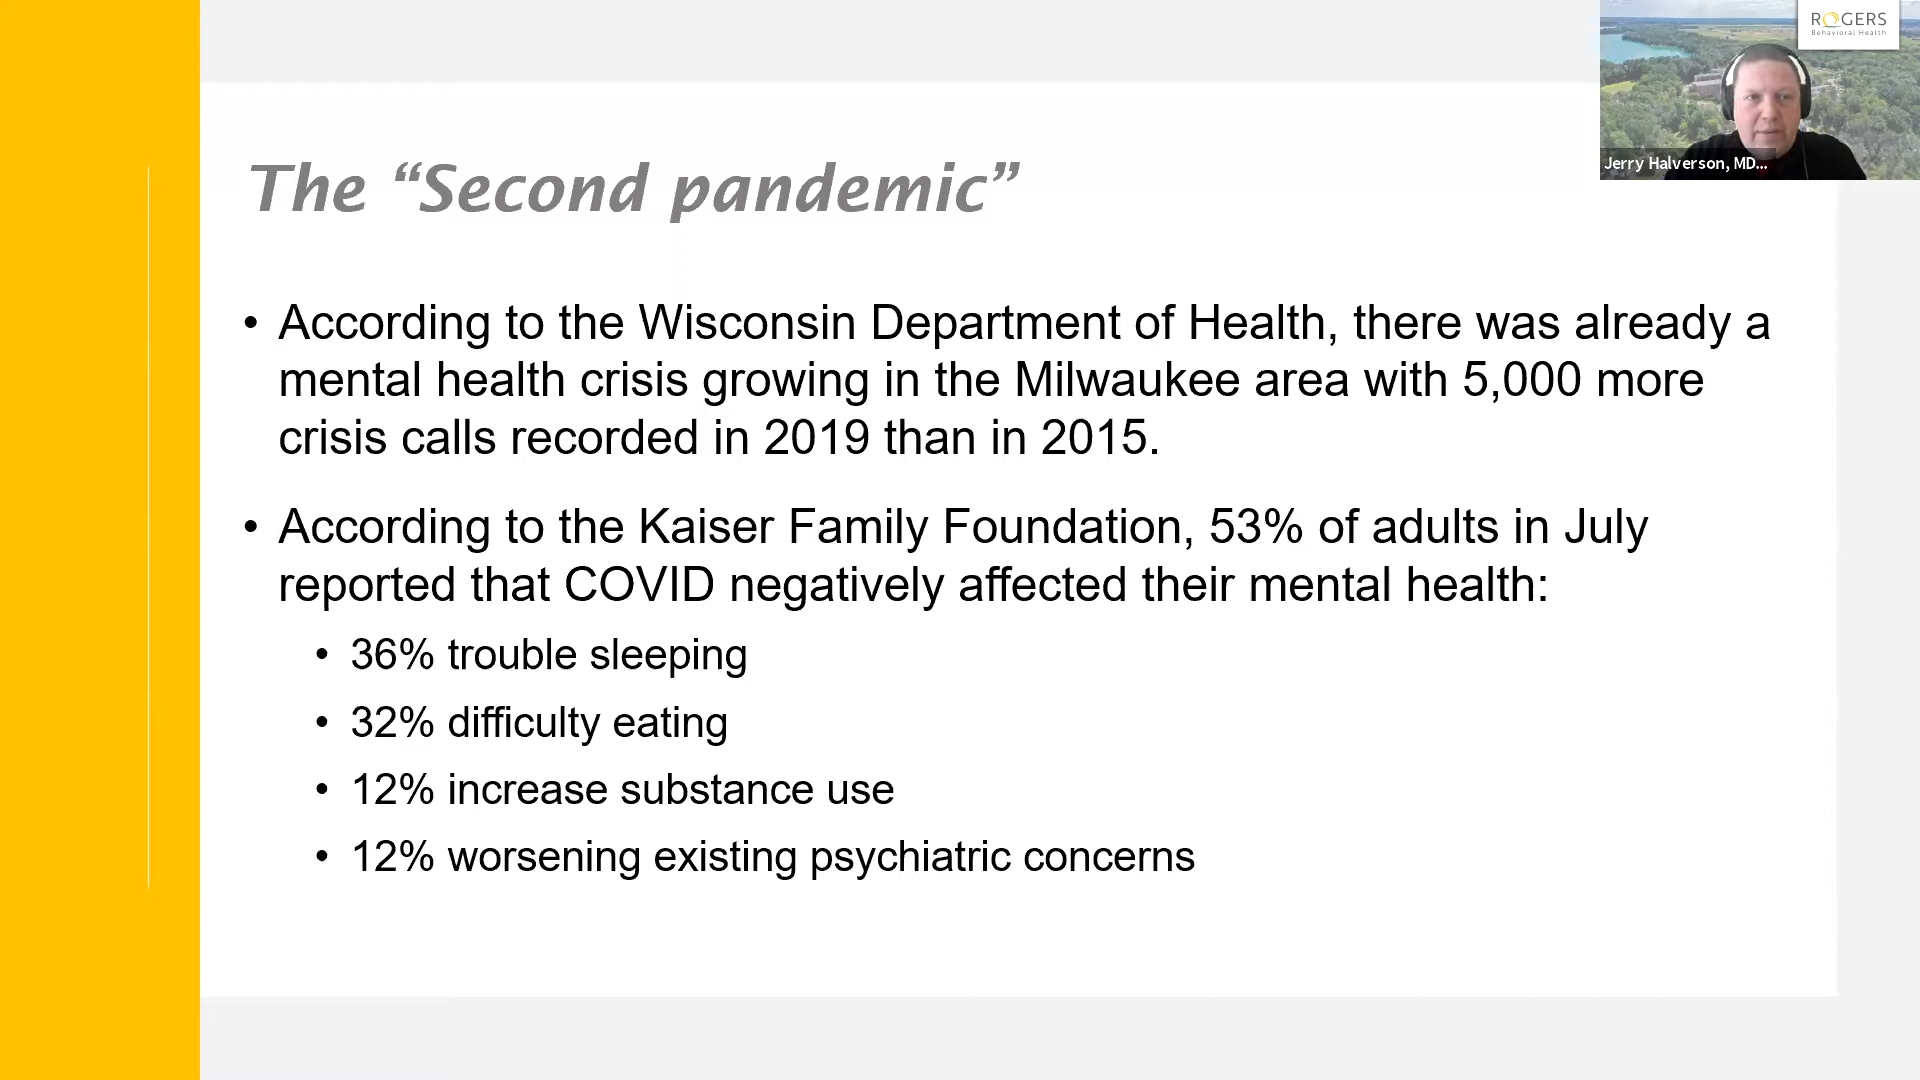 ROGERS
Behavioral Health
Jerry Halverson, MD...
The “Second pandemic”
• According to the Wisconsin Department of Health, there was already a
mental health crisis growing in the Milwaukee area with 5,000 more
crisis calls recorded in 2019 than in 2015.
• According to the Kaiser Family Foundation, 53% of adults in July
reported that COVID negatively affected their mental health:
• 36% trouble sleeping
• 32% difficulty eating
• 12% increase substance use
• 12% worsening existing psychiatric concerns